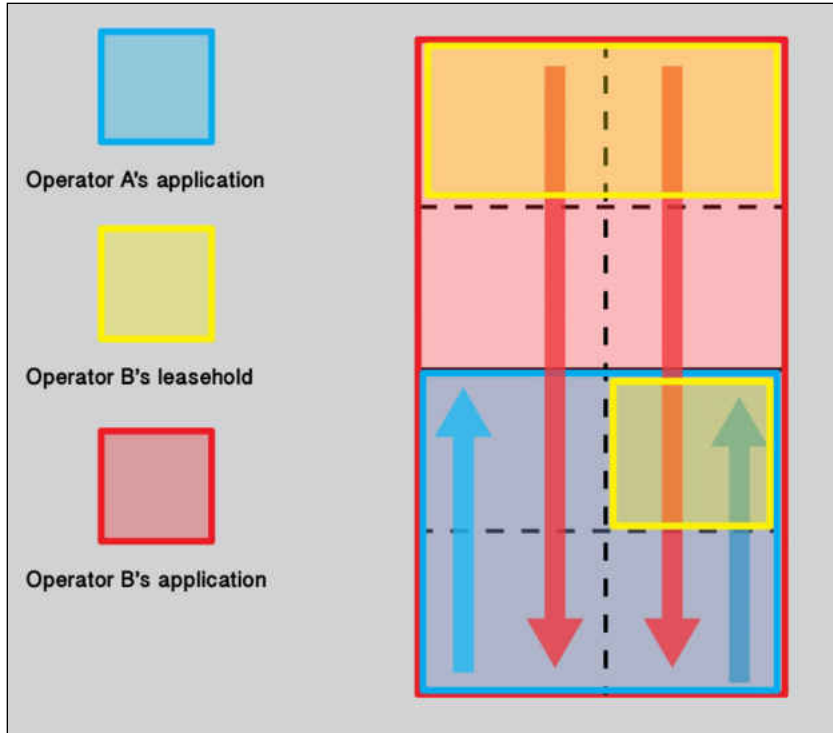 Operator A's application
Operator B's leasehold
Operator B's application